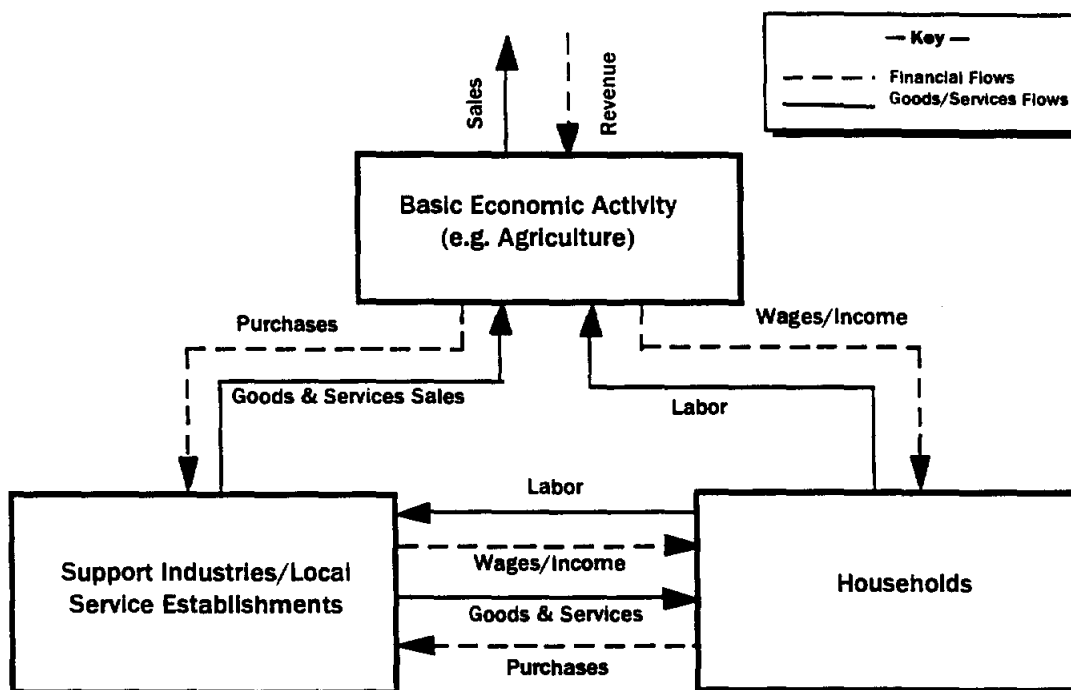 — Key —
Financial Flows
Goods/Services Flows
Sales
Revenue
Basic Economic Activity
(e.g. Agriculture)
Purchases
Wages/Income
Goods & Services Sales
Labor
Labor
Wages/Income
Goods & Services
Purchases
Support Industries/Local
Service Establishments
Households